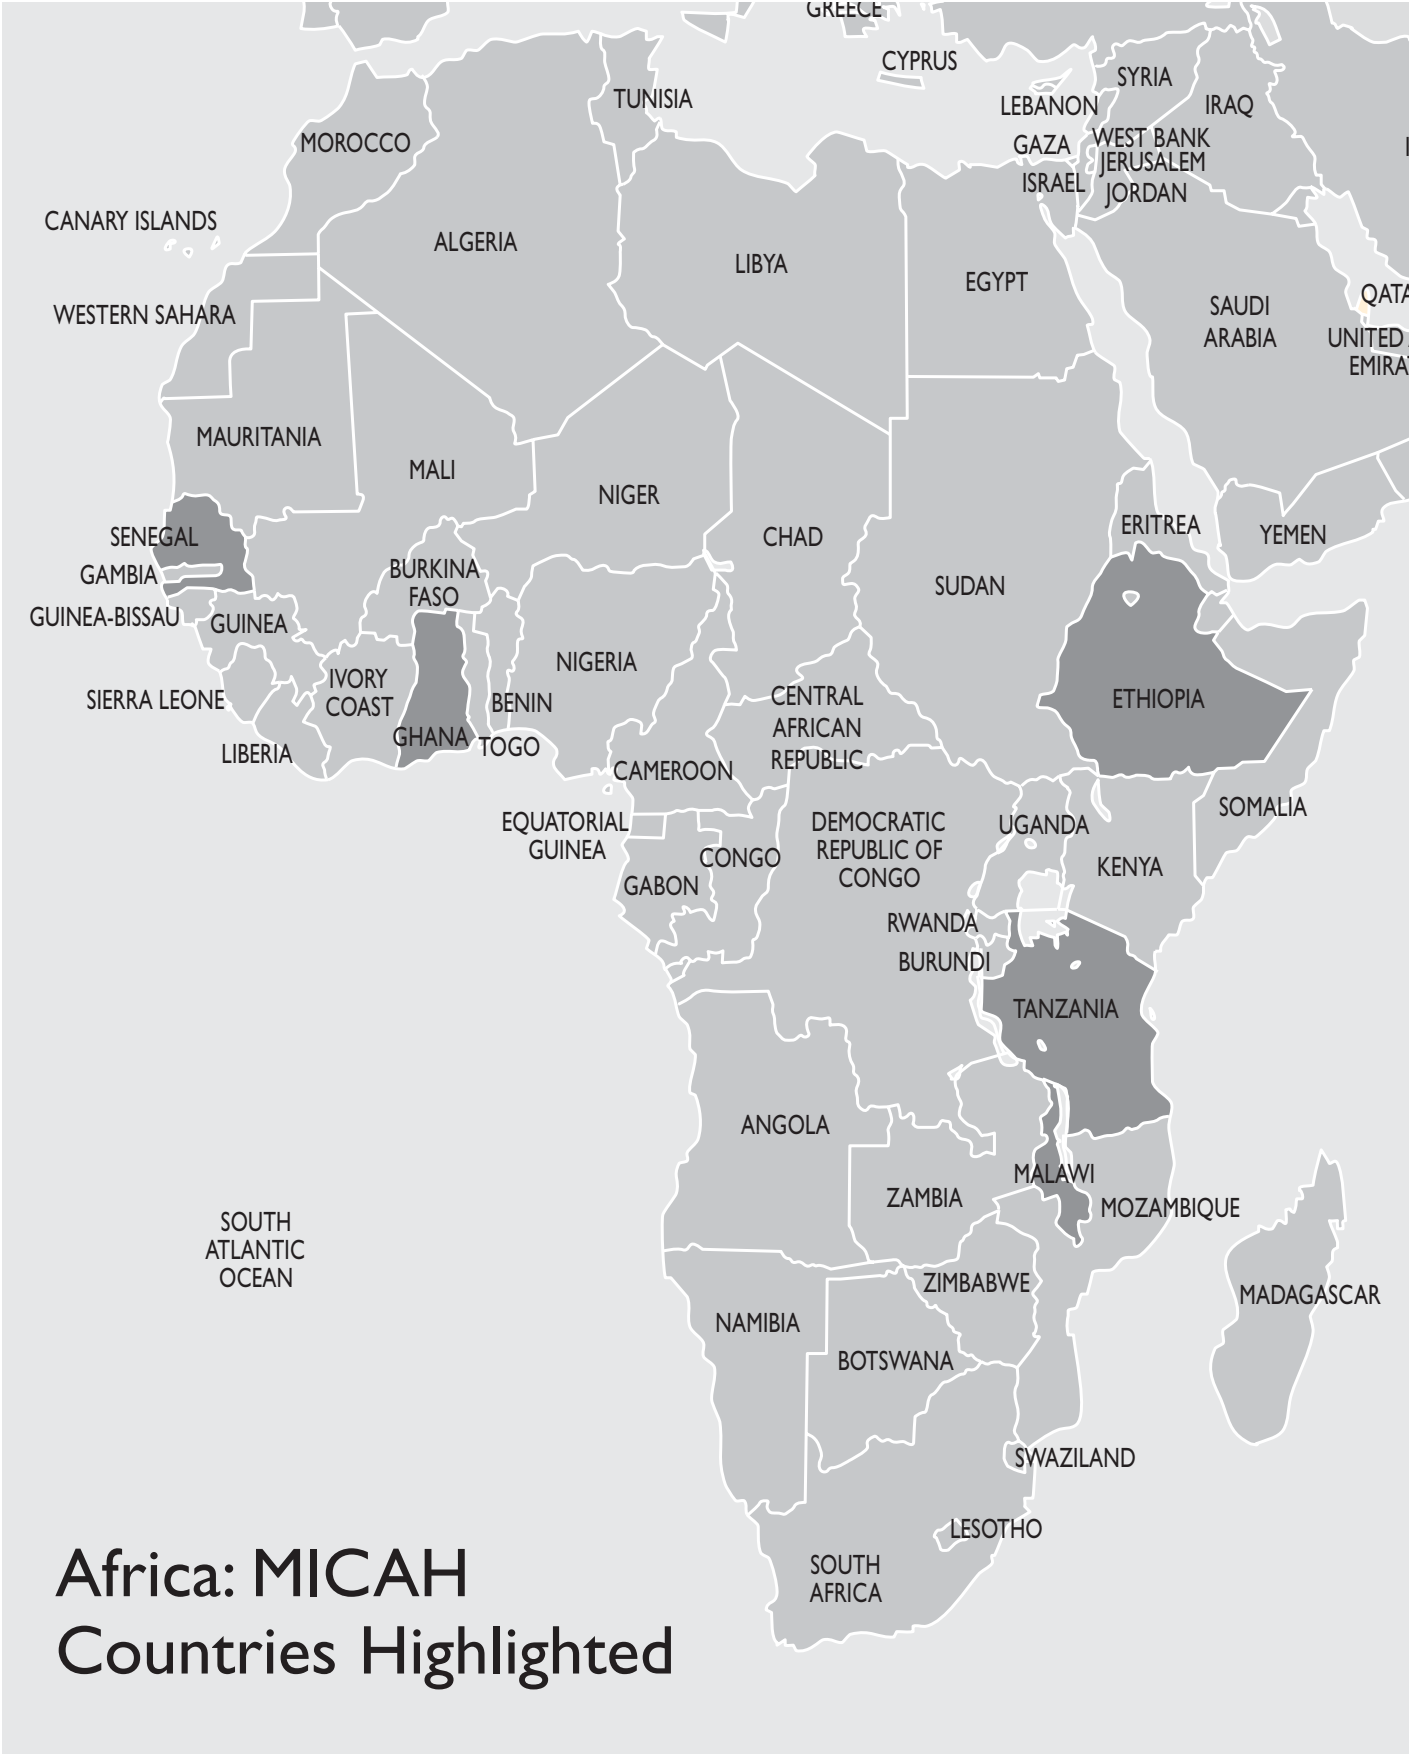 GREECE
CYPRUS
SYRIA
TUNISIA
LEBANON
IRAQ
MOROCCO
GAZA
WEST BANK
JERUSALEM
ISRAEL
JORDAN
CANARY ISLANDS
ALGERIA
LIBYA
EGYPT
QATA
WESTERN SAHARA
SAUDI
ARABIA
UNITED
EMIRA
MAURITANIA
MALI
NIGER
SENEGAL
CHAD
ERITREA
YEMEN
GAMBIA
BURKINA
FASO
SUDAN
GUINEA-BISSAU
GUINEA
NIGERIA
IVORY
COAST
SIERRA LEONE
BENIN
CENTRAL
AFRICAN
REPUBLIC
ETHIOPIA
GHANA
TOGO
LIBERIA
CAMEROON
SOMALIA
EQUATORIAL
GUINEA
DEMOCRATIC
REPUBLIC OF
CONGO
UGANDA
CONGO
KENYA
GABON
RWANDA
BURUNDI
TANZANIA
ANGOLA
MALAWI
ZAMBIA
MOZAMBIQUE
SOUTH
ATLANTIC
OCEAN
ZIMBABWE
MADAGASCAR
NAMIBIA
BOTSWANA
SWAZILAND
LESOTHO
SOUTH
AFRICA
Africa: MICAH
Countries Highlighted